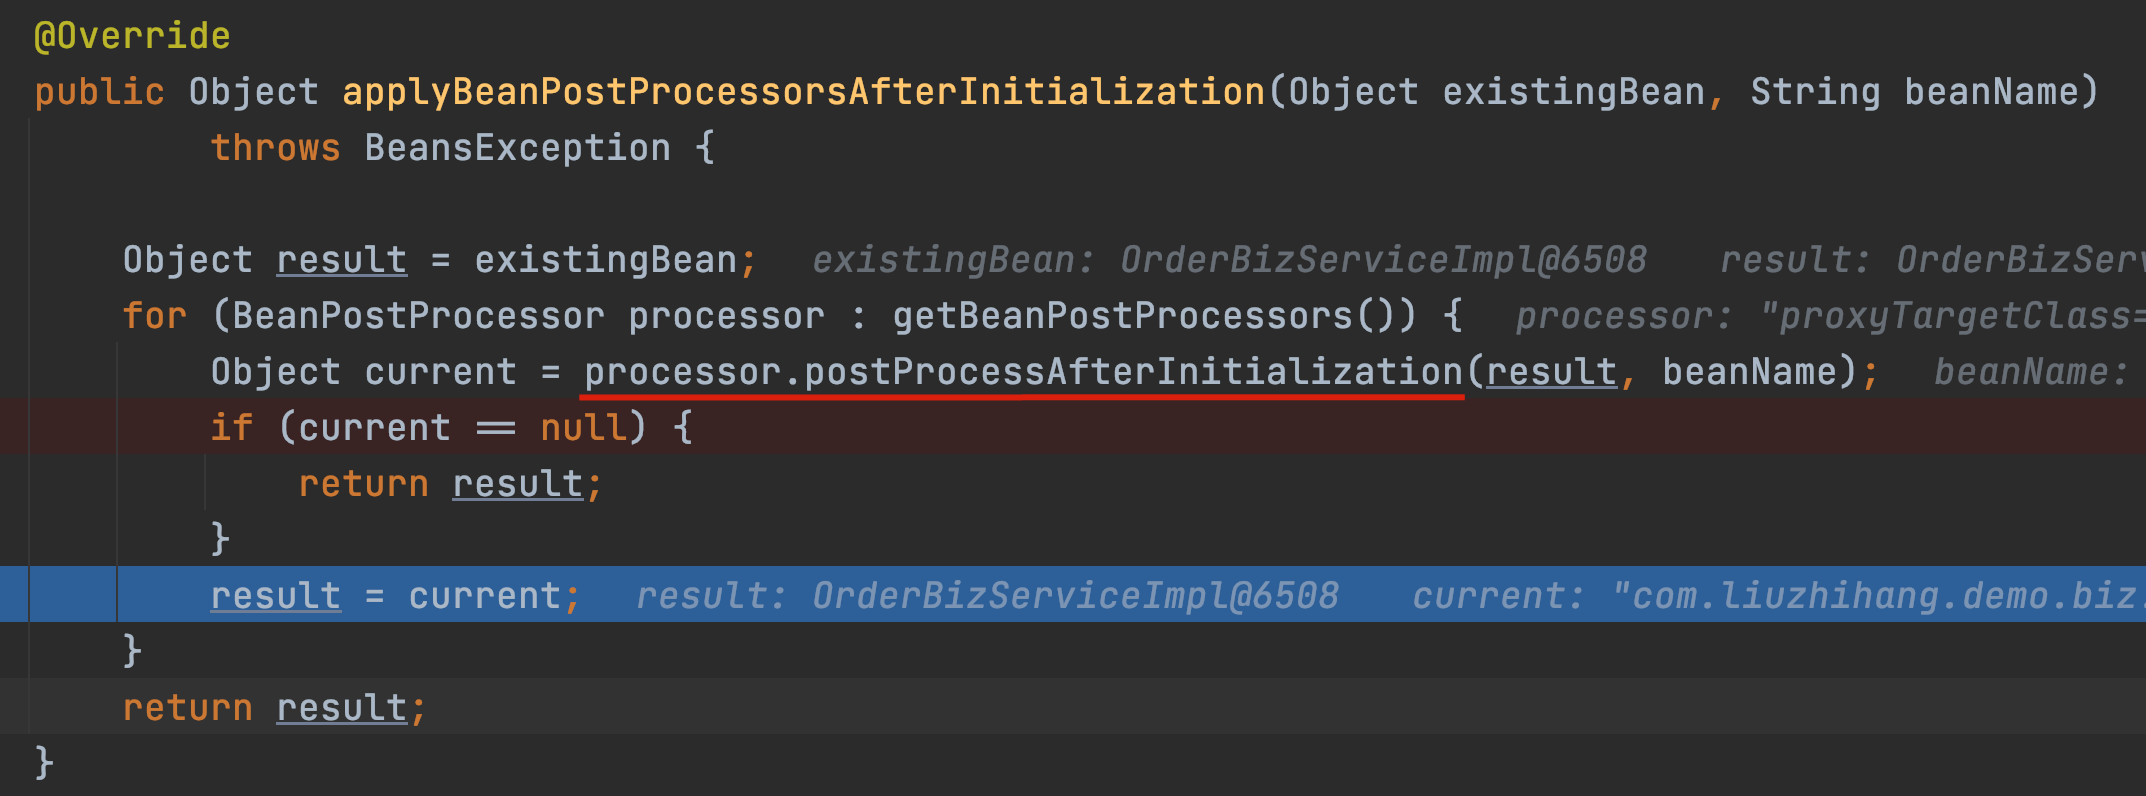 @Override
public Object applyBeanPostProcessorsAfterInitialization(Object existingBean, String beanName)
throws BeansException {
Object result = existingBean; existingBean: OrderBizServiceImpl@6508 result: OrderBizServ
for (BeanPostProcessor processor : getBeanPostProcessors()) { processor: "proxyTargetClass=
Object current = processor.postProcessAfterInitialization(result, beanName); beanName:
if (current == null) {
return result;
}
result = current; result: OrderBizServiceImpl@6508 current: "com.liuzhihang.demo.biz.
}
return result;
}